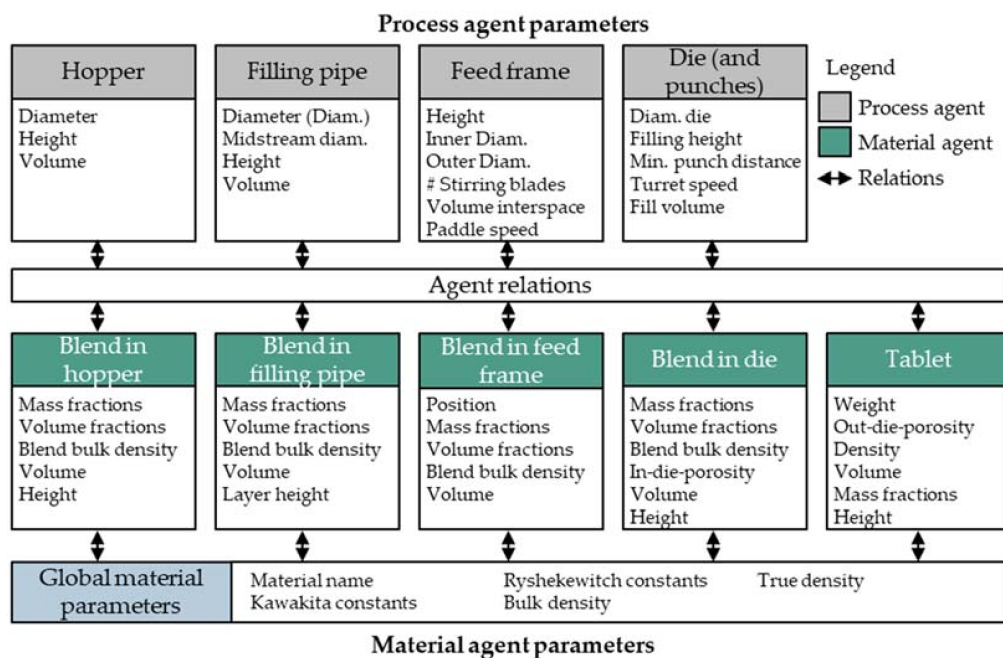 Process agent parameters
Hopper
Diameter
Height
Volume
Filling pipe
Diameter (Diam.)
Midstream diam.
Height
Volume
Feed frame
Height
Inner Diam.
Outer Diam.
# Stirring blades
Volume interspace
Paddle speed
Die (and
punches)
Diam. die
Filling height
Min. punch distance
Turret speed
Fill volume
Legend
Process agent
Material agent
Relations
Agent relations
Blend in
hopper
Mass fractions
Volume fractions
Blend bulk density
Volume
Height
Blend in
filling pipe
Mass fractions
Volume fractions
Blend bulk density
Volume
Layer height
Blend in feed
frame
Position
Mass fractions
Volume fractions
Blend bulk density
Volume
Blend in die
Mass fractions
Volume fractions
Blend bulk density
In-die-porosity
Volume
Height
Tablet
Weight
Out-die-porosity
Density
Volume
Mass fractions
Height
Global material
parameters
Material name
Kawakita constants
Ryshekewitch constants
Bulk density
True density
Material agent parameters